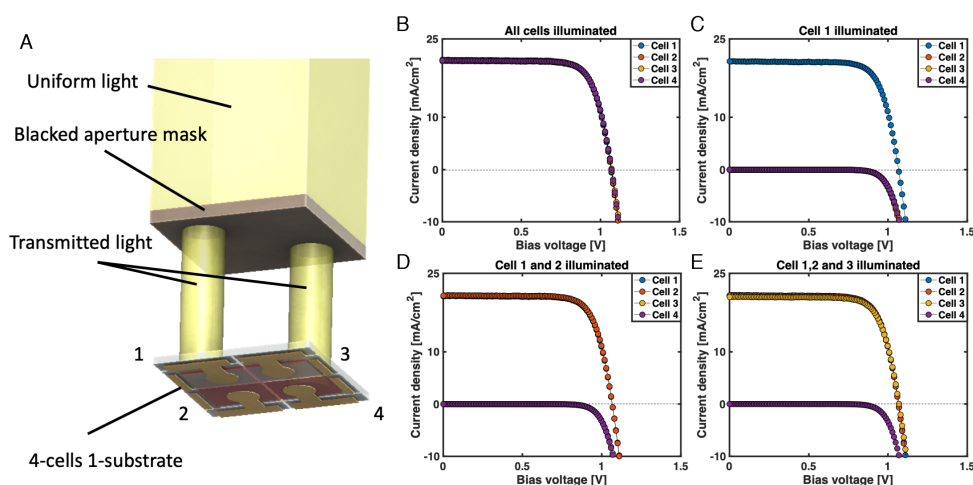 A
Uniform light
Blacked aperture mask
Transmitted light
1
3
2
4
4-cells 1-substrate
B
All cells illuminated
Cell 1
Cell 2
Cell 3
Cell 4
Current density [mA/cm²]
25
10
0
-10
0
0.5
1
1.5
Bias voltage [V]
C
Cell 1 illuminated
Cell 1
Cell 2
Cell 3
Cell 4
Current density [mA/cm²]
25
10
0
-10
0
0.5
1
1.5
Bias voltage [V]
D
Cell 1 and 2 illuminated
Cell 1
Cell 2
Cell 3
Cell 4
Current density [mA/cm²]
25
10
0
-10
0
0.5
1
1.5
Bias voltage [V]
E
Cell 1,2 and 3 illuminated
Cell 1
Cell 2
Cell 3
Cell 4
Current density [mA/cm²]
25
10
0
-10
0
0.5
1
1.5
Bias voltage [V]